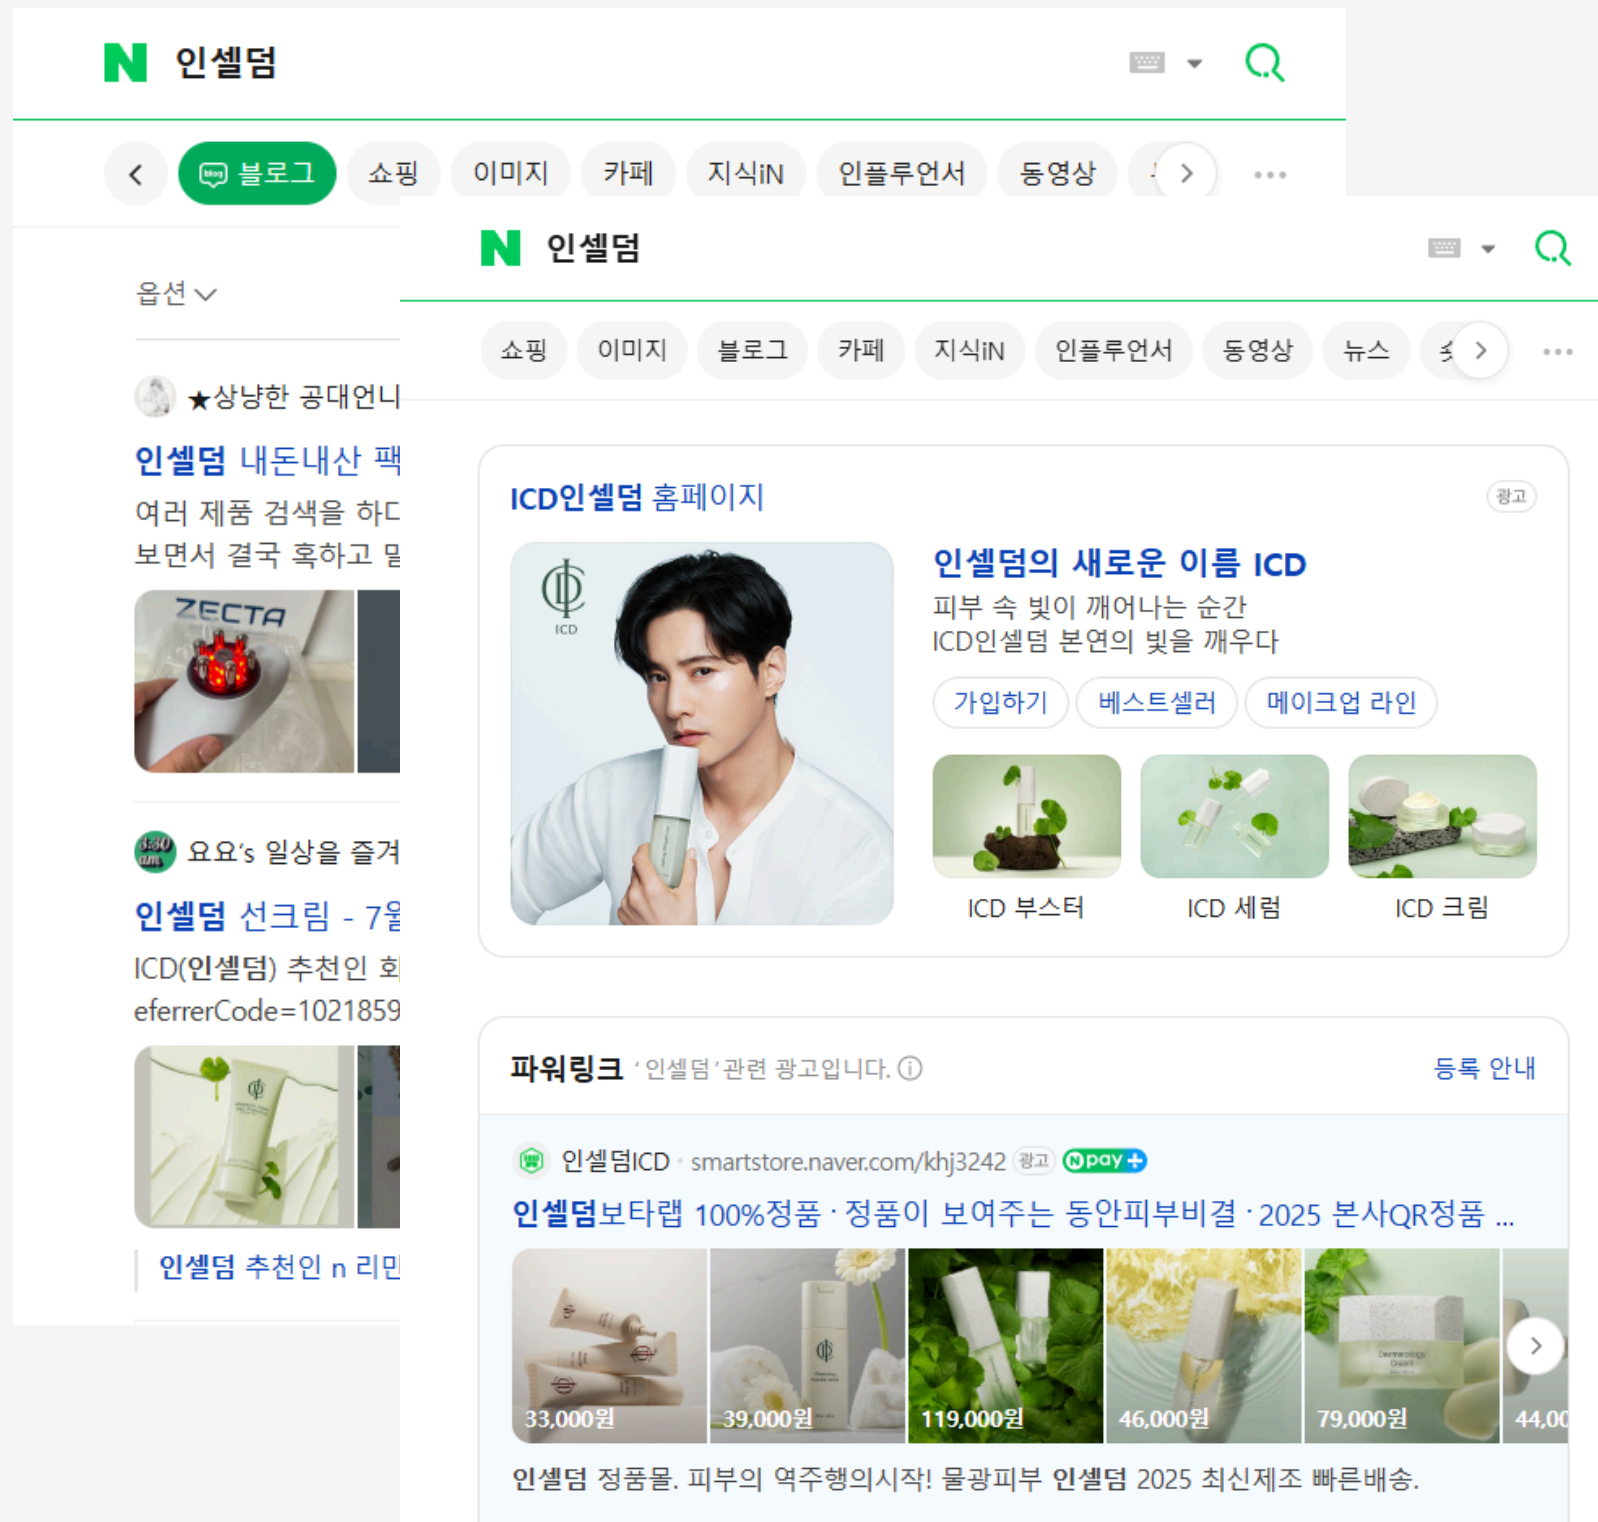 인셀덤
블로그
쇼핑
이미지
카페
지식iN
인플루언서
동영상
옵션
★상냥한 공대언니
인셀덤 내돈내산 팩
여러 제품 검색을 하다
보면서 결국 혹하고
ZECTA
3:30
am
요요's 일상을 즐겨
인셀덤 선크림 - 7월
ICD(인셀덤) 추천인 화
eferrerCode=1021859
인셀덤 추천인 n 리만
인셀덤
쇼핑
이미지
블로그
카페
지식iN
인플루언서
동영상
뉴스
ICD인셀덤 홈페이지
광고
ICD
인셀덤의 새로운 이름 ICD
피부 속 빛이 깨어나는 순간
ICD인셀덤 본연의 빛을 깨우다
가입하기
베스트셀러
메이크업 라인
ICD 부스터
ICD 세럼
ICD 크림
파워링크 '인셀덤'관련 광고입니다.
등록 안내
인셀덤ICD · smartstore.naver.com/khj3242 광고 N pay +
인셀덤보타랩 100%정품 · 정품이 보여주는 동안피부비결 · 2025 본사QR정품 ...
33,000원
39,000원
119,000원
46,000원
Dermatology
Cream
79,000원
44,00
인셀덤 정품몰. 피부의 역주행의시작! 물광피부 인셀덤 2025 최신제조 빠른배송.